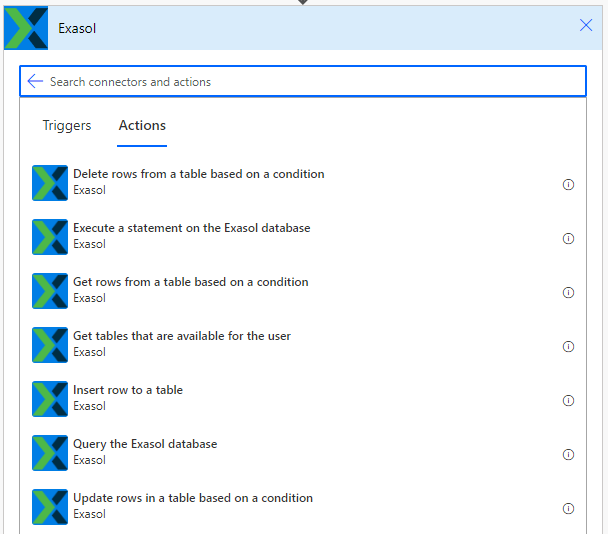 Exasol
Search connectors and actions
Triggers Actions
Delete rows from a table based on a condition
Exasol
Execute a statement on the Exasol database
Exasol
Get rows from a table based on a condition
Exasol
Get tables that are available for the user
Exasol
Insert row to a table
Exasol
Query the Exasol database
Exasol
Update rows in a table based on a condition
Exasol